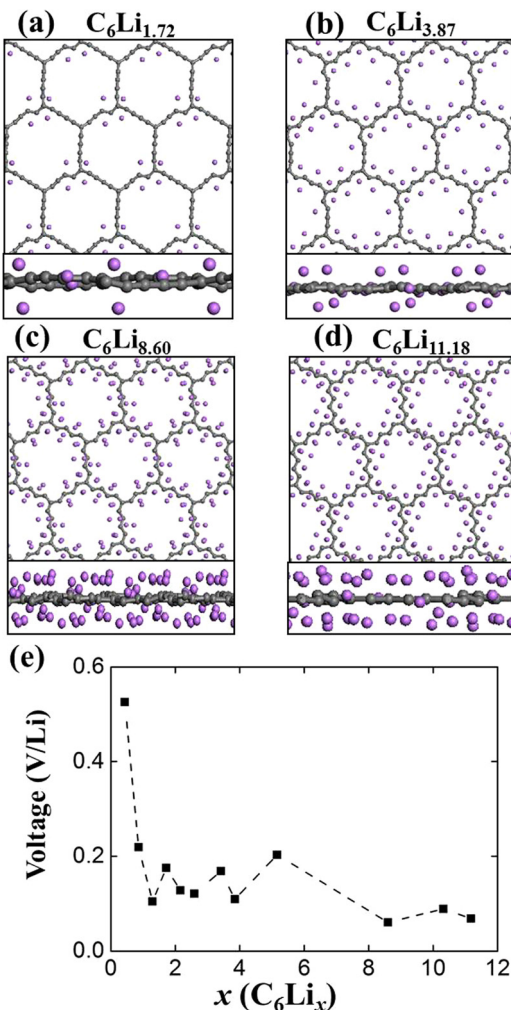 (a) C₆Li₁.₇₂
(b) C₆Li₃.₈₇
(c) C₆Li₈.₆₀
(d) C₆Li₁₁.₁₈
(e)
0.6
0.4
0.2
0.0
Voltage (V/Li)
0 2 4 6 8 10 12
x (C₆Liₓ)